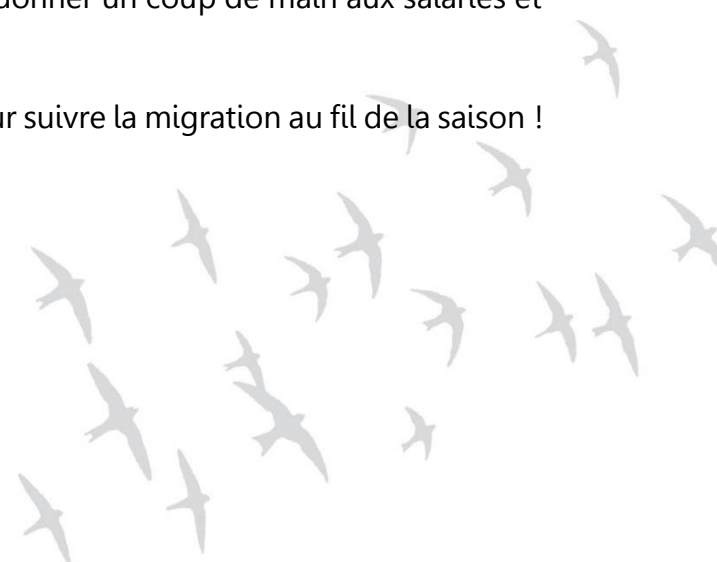 donner un coup de main aux salariés et
ur suivre la migration au fil de la saison !